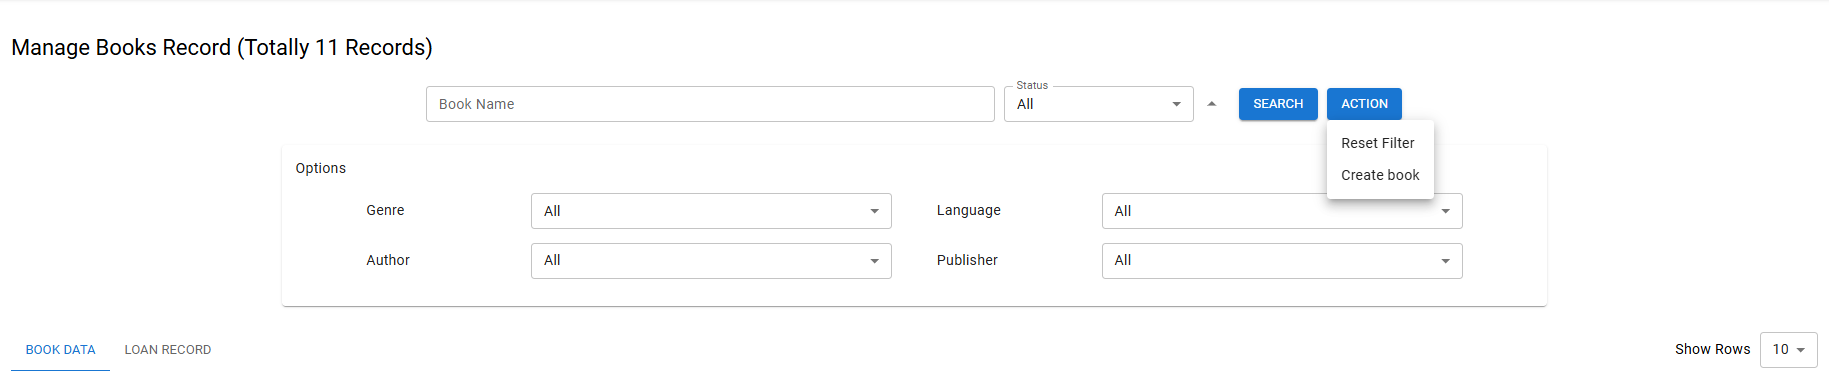 Manage Books Record (Totally 11 Records)
Status
Book Name All SEARCH ACTION
Reset Filter
Create book
Options
Genre All Language All
Author All Publisher All
BOOK DATA LOAN RECORD Show Rows 10